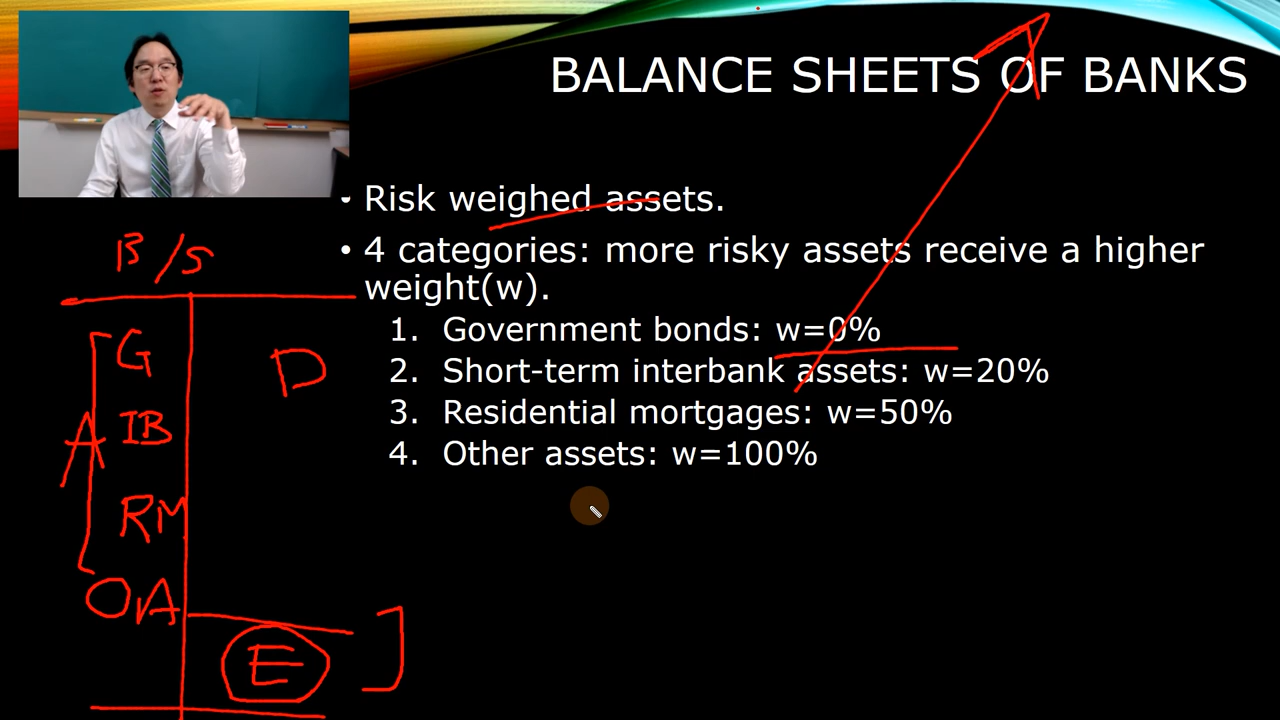 BALANCE SHEETS OF BANKS
• Risk weighed assets.
• 4 categories: more risky assets receive a higher
weight(w).
1. Government bonds: w=0%
2. Short-term interbank assets: w=20%
3. Residential mortgages: w=50%
4. Other assets: w=100%
B/S
G
D
A
IB
RM
OA
E